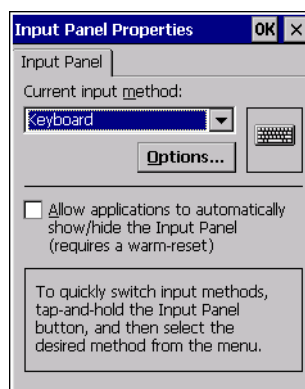 Input Panel Properties OK ×
Input Panel
Current input method:
Keyboard
Options...
Allow applications to automatically
show/hide the Input Panel
(requires a warm-reset)
To quickly switch input methods,
tap-and-hold the Input Panel
button, and then select the
desired method from the menu.